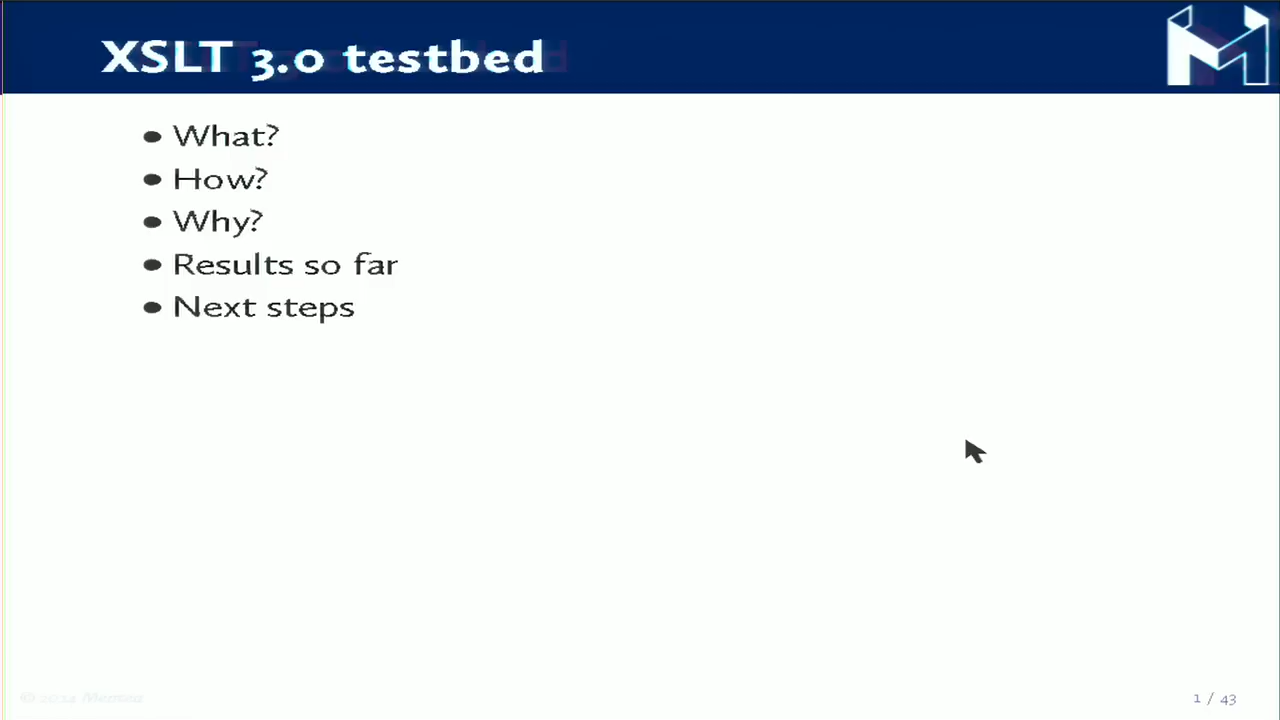 XSLT 3.0 testbed
• What?
• How?
• Why?
• Results so far
• Next steps
1 / 43